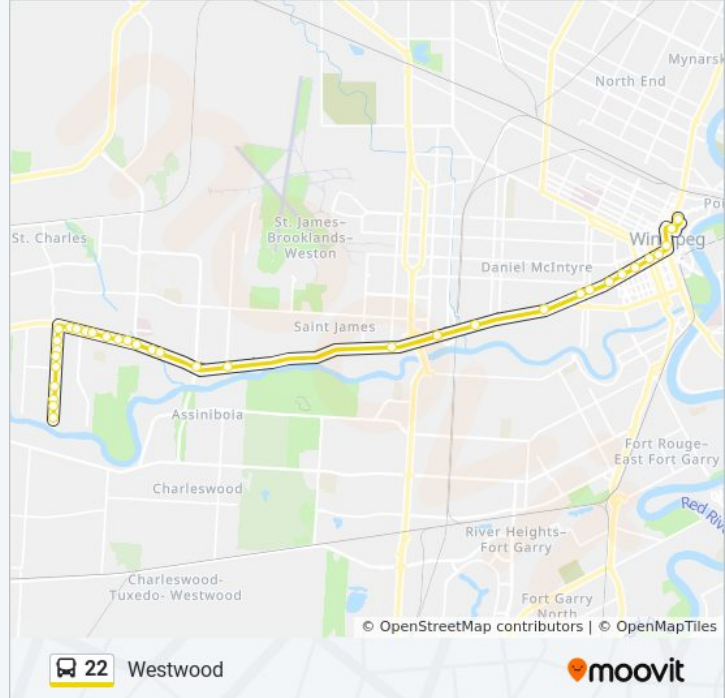 Mynarsk
North End
Poi
St. James–
Brooklands–
Weston
St. Charles
Winnipeg
Daniel McIntyre
Saint James
Assiniboia
Charleswood
Fort Rouge–
East Fort Garry
Red Riv
River Heights–
Fort Garry
Charleswood-
Tuxedo- Westwood
Fort Garry
North
© OpenStreetMap contributors | © OpenMapTiles
22 Westwood
moovit